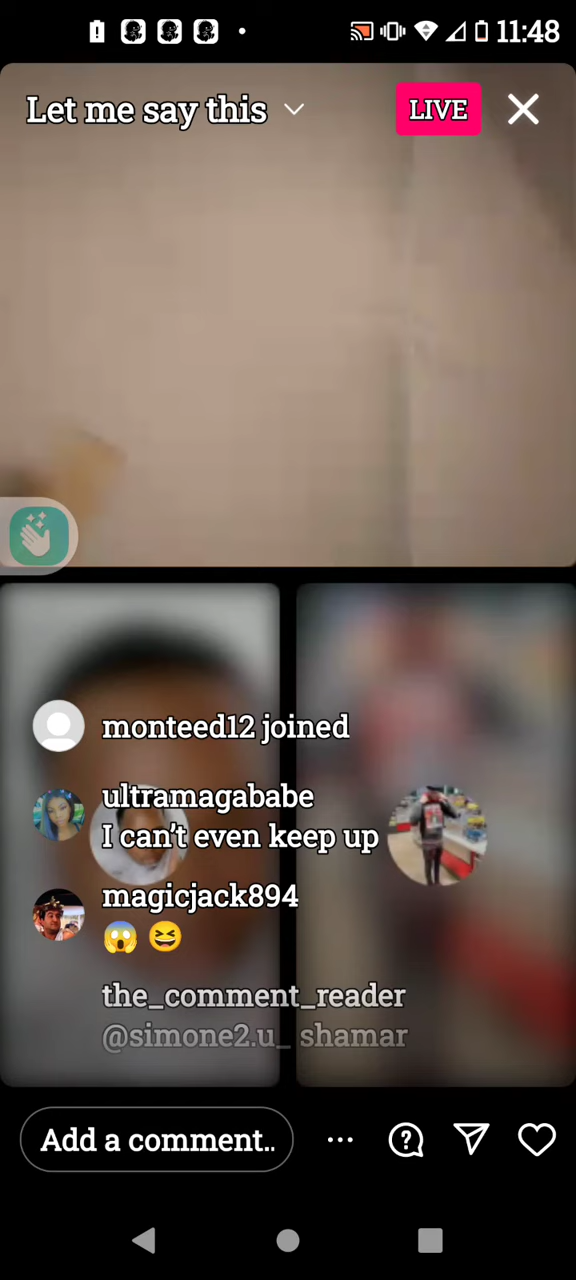 11:48
Let me say this
LIVE
monteed12 joined
ultramagababe
I can't even keep up
magicjack894
😱 😆
the_comment_reader
@simone2.u_ shamar
Add a comment..